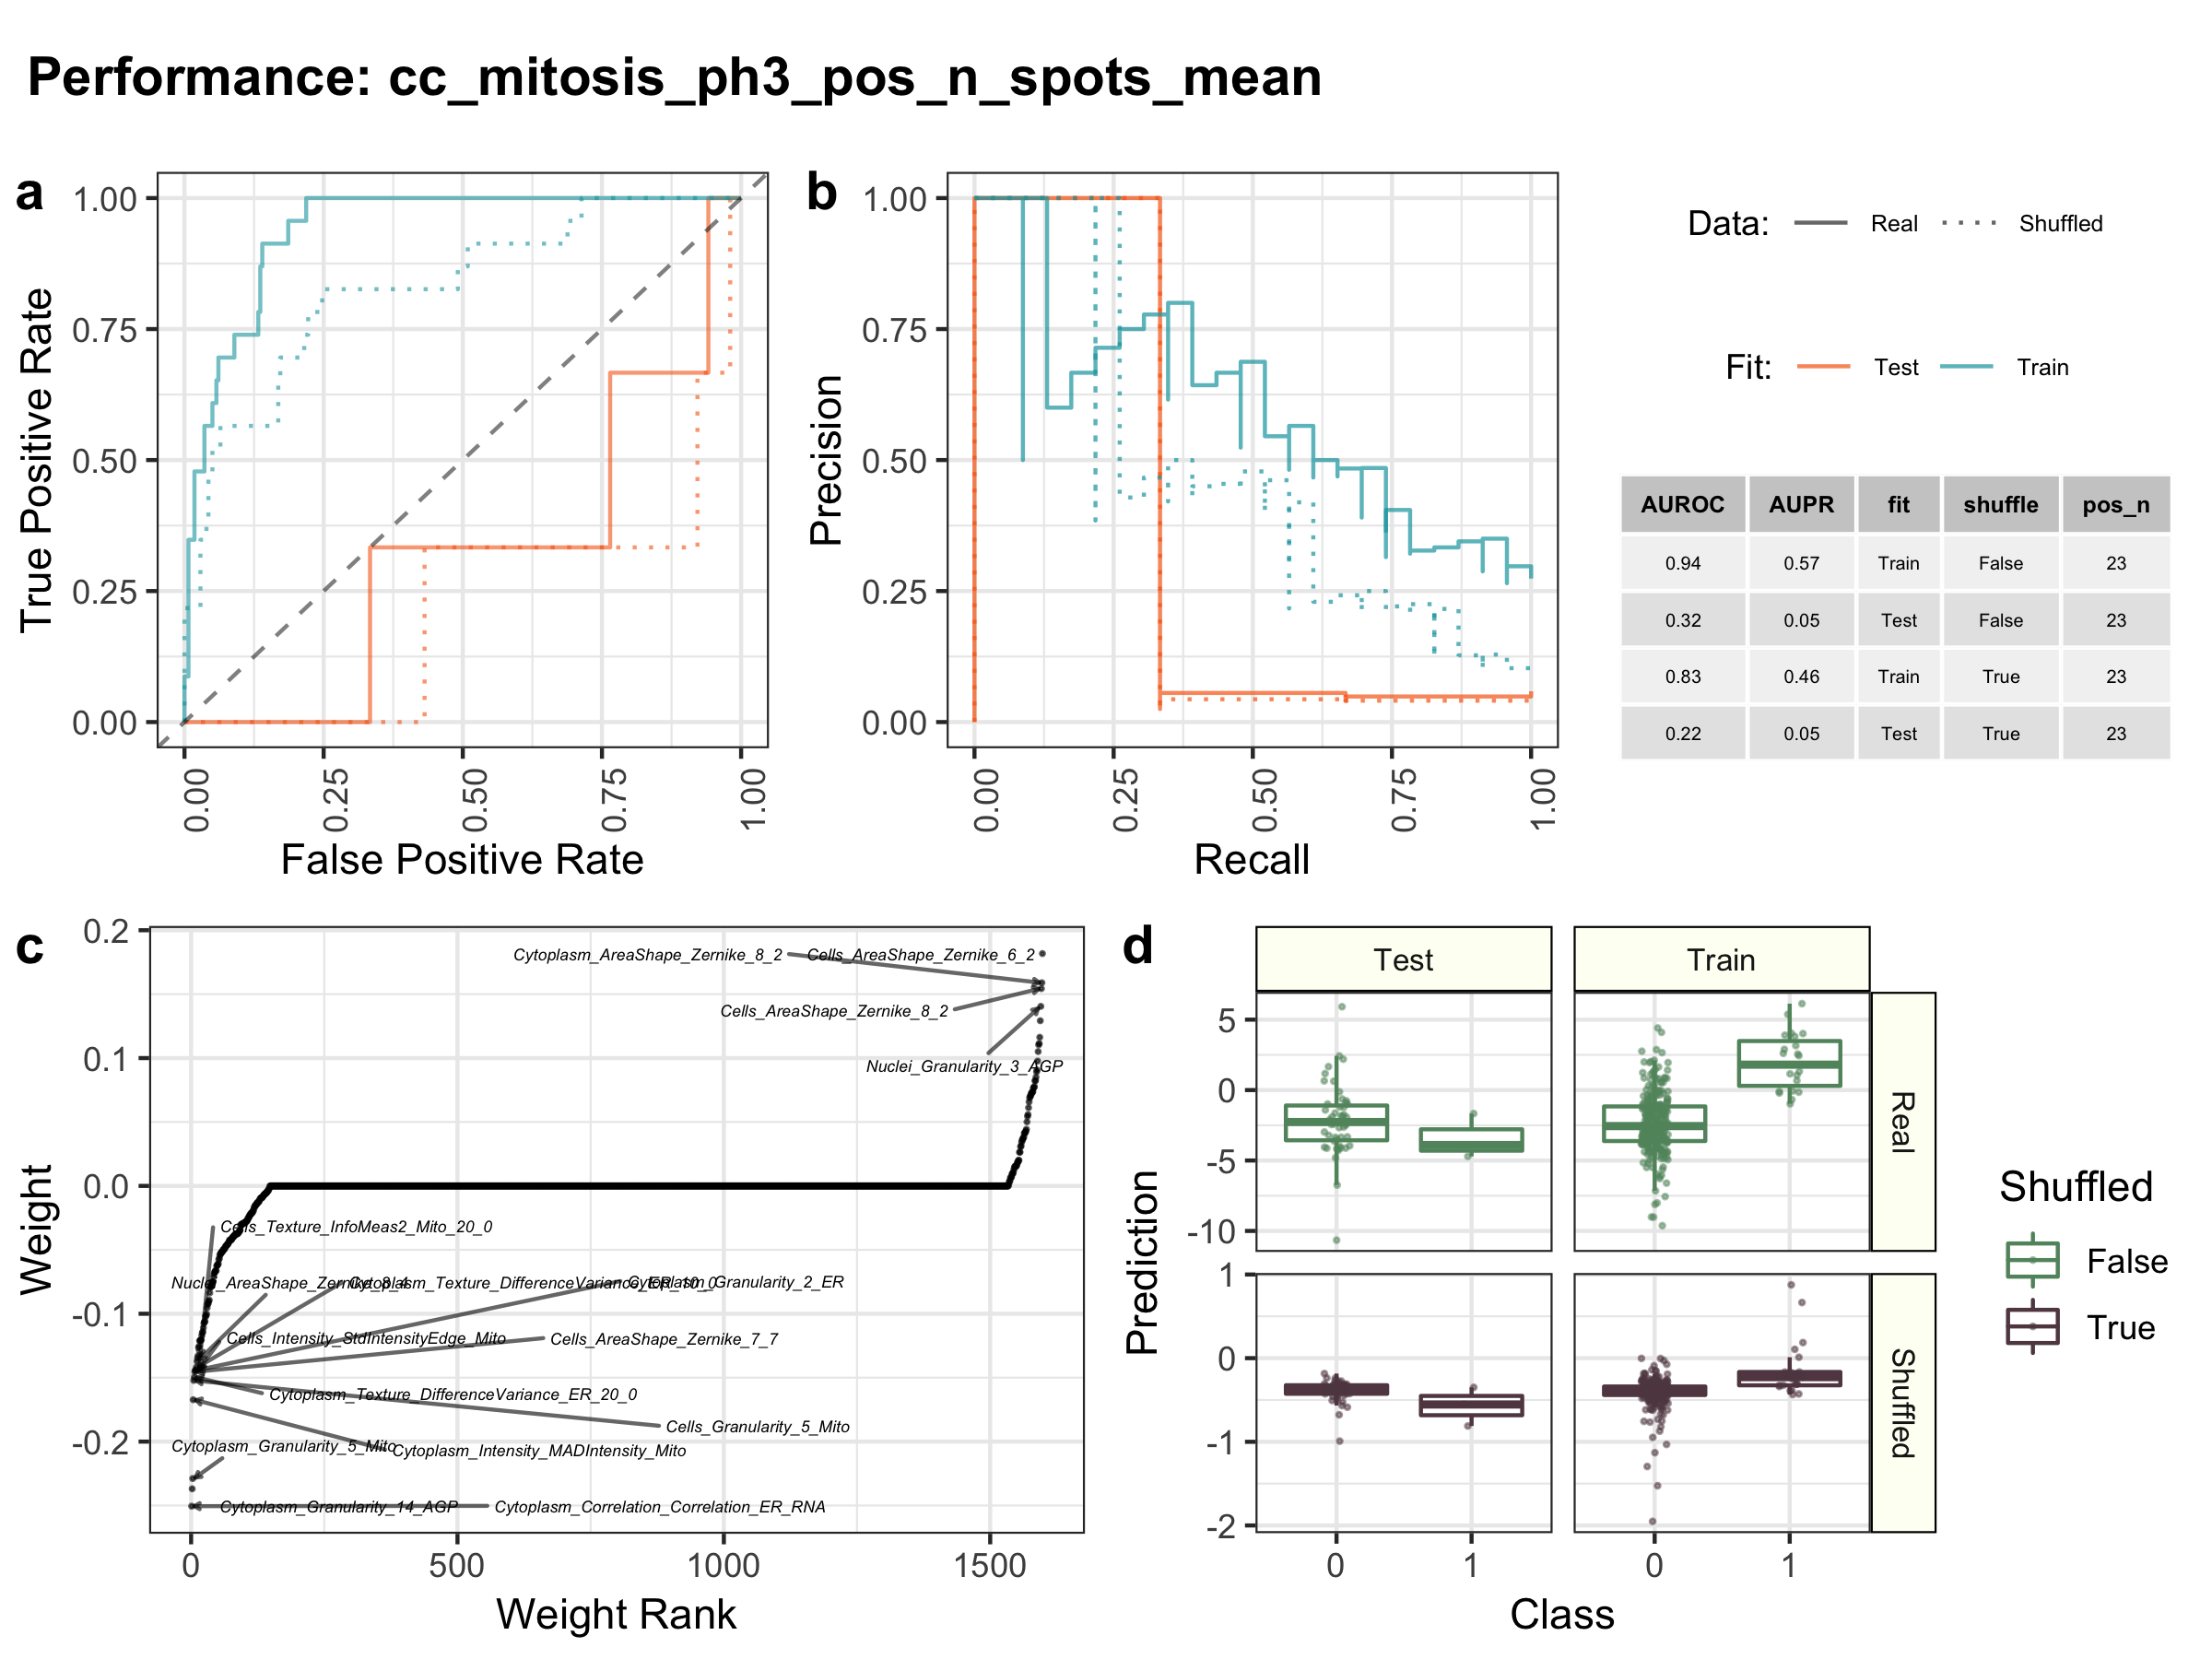 Performance: cc_mitosis_ph3_pos_n_spots_mean
a
1.00
0.75
0.50
0.25
0.00
True Positive Rate
0.00 0.25 0.50 0.75 1.00
False Positive Rate
b
1.00
0.75
0.50
0.25
0.00
Precision
0.00 0.25 0.50 0.75 1.00
Recall
Data: Real Shuffled
Fit: Test Train
AUROC AUPR fit shuffle pos_n
0.94 0.57 Train False 23
0.32 0.05 Test False 23
0.83 0.46 Train True 23
0.22 0.05 Test True 23
c
0.2
0.1
0.0
-0.1
-0.2
Weight
Cytoplasm_AreaShape_Zernike_8_2
Cells_AreaShape_Zernike_6_2
Cells_AreaShape_Zernike_8_2
Nuclei_Granularity_3_AGP
Cells_Texture_InfoMeas2_Mito_20_0
Nuclei_AreaShape_Zernike_8_4
Cytoplasm_Texture_DifferenceVariance_ER_10_0
Cytoplasm_Granularity_2_ER
Cells_Intensity_StdIntensityEdge_Mito
Cells_AreaShape_Zernike_7_7
Cytoplasm_Texture_DifferenceVariance_ER_20_0
Cells_Granularity_5_Mito
Cytoplasm_Granularity_5_Mito
Cytoplasm_Intensity_MADIntensity_Mito
Cytoplasm_Granularity_14_AGP
Cytoplasm_Correlation_Correlation_ER_RNA
0 500 1000 1500
Weight Rank
d
Test Train
5
0
-5
-10
Real
1
0
-1
-2
Shuffled
Prediction
0 1 0 1
Class
Shuffled
False
True